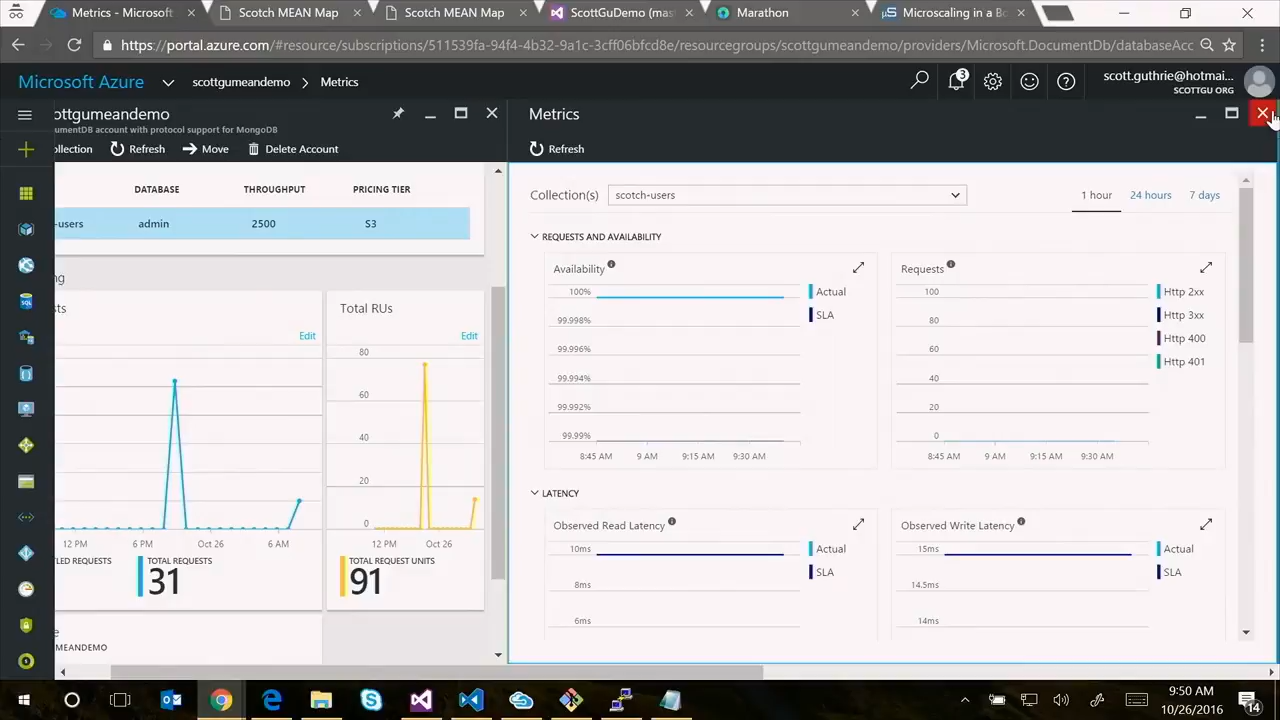 Metrics - Microsoft
Scotch MEAN Map
Scotch MEAN Map
ScottGuDemo (mas
Marathon
Microscaling in a Bo
https://portal.azure.com/#resource/subscriptions/511539fa-94f4-4b32-9a1c-3cff06bfcd8e/resourcegroups/scottgumeandemo/providers/Microsoft.DocumentDb/databaseAcc
Microsoft Azure
scottgumeandemo > Metrics
3
scott.guthrie@hotmai...
SCOTTGU ORG
ottgumeandemo
umentDB account with protocol support for MongoDB
ollection
Refresh
Move
Delete Account
DATABASE THROUGHPUT PRICING TIER
-users admin 2500 S3
ng
sts
Edit
12 PM 6 PM Oct 26 6 AM
LED REQUESTS
TOTAL REQUESTS
31
Total RUs
Edit
80
60
40
20
0
12 PM Oct 26
TOTAL REQUEST UNITS
91
e
MEANDEMO
Metrics
Refresh
Collection(s) scotch-users
1 hour 24 hours 7 days
REQUESTS AND AVAILABILITY
Availability
100%
99.998%
99.996%
99.994%
99.992%
99.99%
8:45 AM 9 AM 9:15 AM 9:30 AM
Actual
SLA
Requests
100
80
60
40
20
0
8:45 AM 9 AM 9:15 AM 9:30 AM
Http 2xx
Http 3xx
Http 400
Http 401
LATENCY
Observed Read Latency
10ms
8ms
6ms
Actual
SLA
Observed Write Latency
15ms
14.5ms
14ms
Actual
SLA
9:50 AM
10/26/2016
14